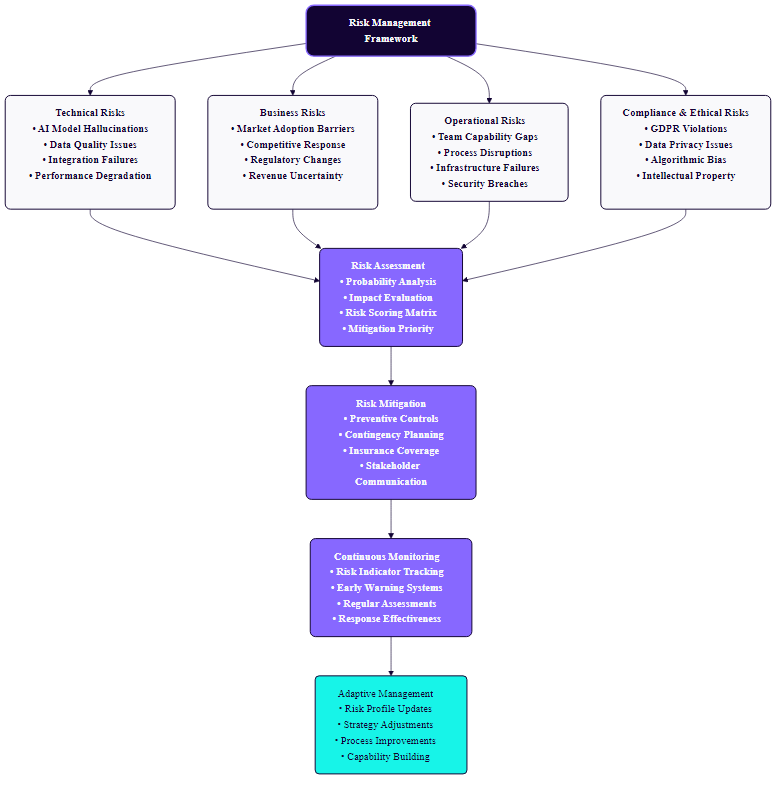 Risk Management
Framework
Technical Risks
• AI Model Hallucinations
• Data Quality Issues
• Integration Failures
• Performance Degradation
Business Risks
• Market Adoption Barriers
• Competitive Response
• Regulatory Changes
• Revenue Uncertainty
Operational Risks
• Team Capability Gaps
• Process Disruptions
• Infrastructure Failures
• Security Breaches
Compliance & Ethical Risks
• GDPR Violations
• Data Privacy Issues
• Algorithmic Bias
• Intellectual Property
Risk Assessment
• Probability Analysis
• Impact Evaluation
• Risk Scoring Matrix
• Mitigation Priority
Risk Mitigation
• Preventive Controls
• Contingency Planning
• Insurance Coverage
• Stakeholder
Communication
Continuous Monitoring
• Risk Indicator Tracking
• Early Warning Systems
• Regular Assessments
• Response Effectiveness
Adaptive Management
• Risk Profile Updates
• Strategy Adjustments
• Process Improvements
• Capability Building